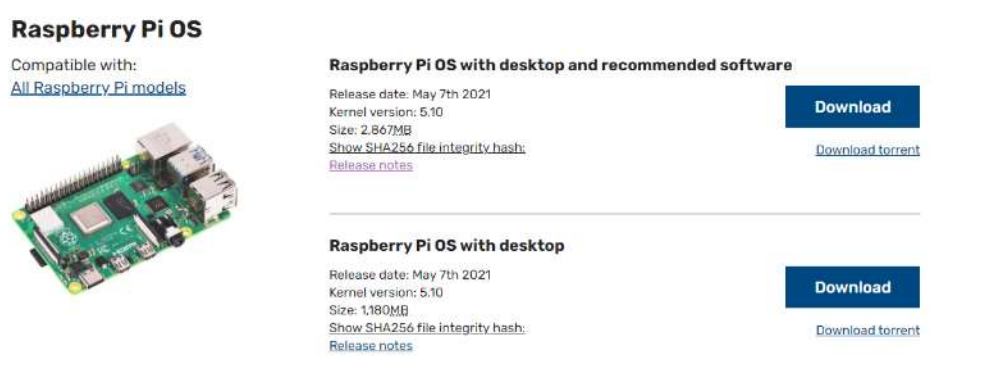 Raspberry Pi OS
Compatible with:
All Raspberry Pi models
Raspberry Pi OS with desktop and recommended software
Release date: May 7th 2021
Kernel version: 5.10
Size: 2,867MB
Show SHA256 file integrity hash:
Release notes
Download
Download torrent
Raspberry Pi OS with desktop
Release date: May 7th 2021
Kernel version: 5.10
Size: 1,180MB
Show SHA256 file integrity hash:
Release notes
Download
Download torrent